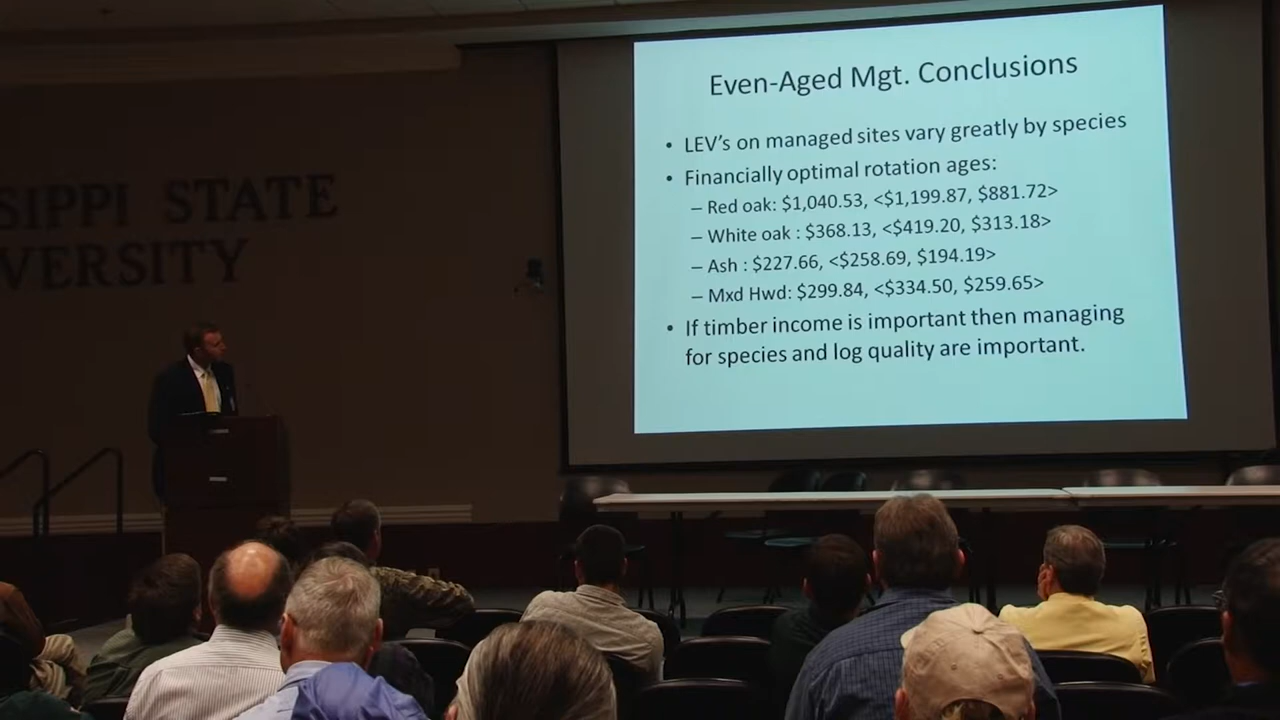 SIPPI STATE
VERSITY
Even-Aged Mgt. Conclusions
• LEV's on managed sites vary greatly by species
• Financially optimal rotation ages:
– Red oak: $1,040.53, <$1,199.87, $881.72>
– White oak : $368.13, <$419.20, $313.18>
– Ash : $227.66, <$258.69, $194.19>
– Mxd Hwd: $299.84, <$334.50, $259.65>
• If timber income is important then managing
for species and log quality are important.